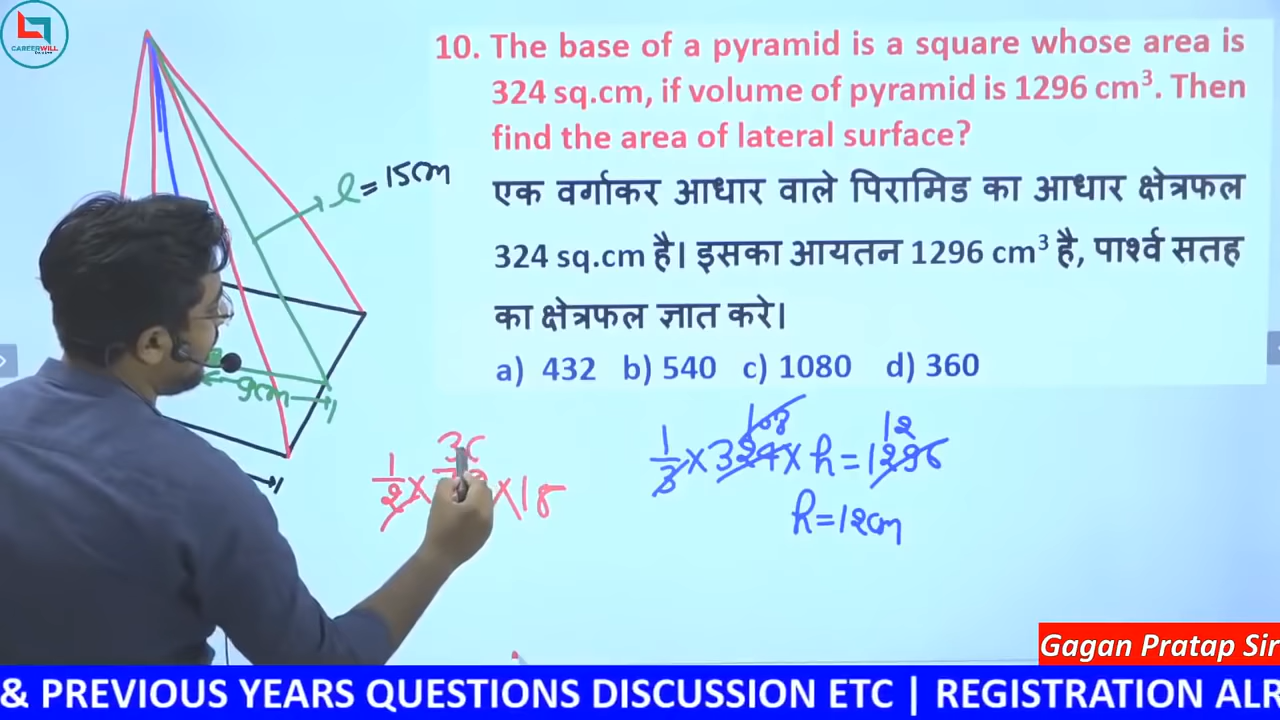 CAREERWILL
10. The base of a pyramid is a square whose area is
324 sq.cm, if volume of pyramid is 1296 cm³. Then
find the area of lateral surface?
एक वर्गाकर आधार वाले पिरामिड का आधार क्षेत्रफल
324 sq.cm है। इसका आयतन 1296 cm³ है, पार्श्व सतह
का क्षेत्रफल ज्ञात करे।
a) 432 b) 540 c) 1080 d) 360
l = 15cm
9cm
1/3 × 324 × h = 1296
108 12
h = 12cm
36
1/2 × × 18
Gagan Pratap Sir
& PREVIOUS YEARS QUESTIONS DISCUSSION ETC | REGISTRATION ALR